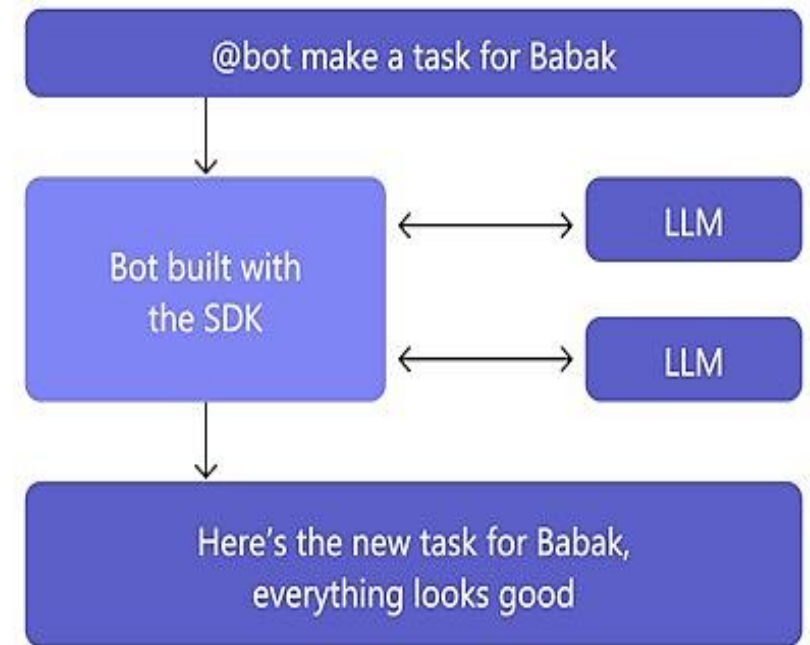 @bot make a task for Babak
Bot built with
the SDK
LLM
LLM
Here's the new task for Babak,
everything looks good